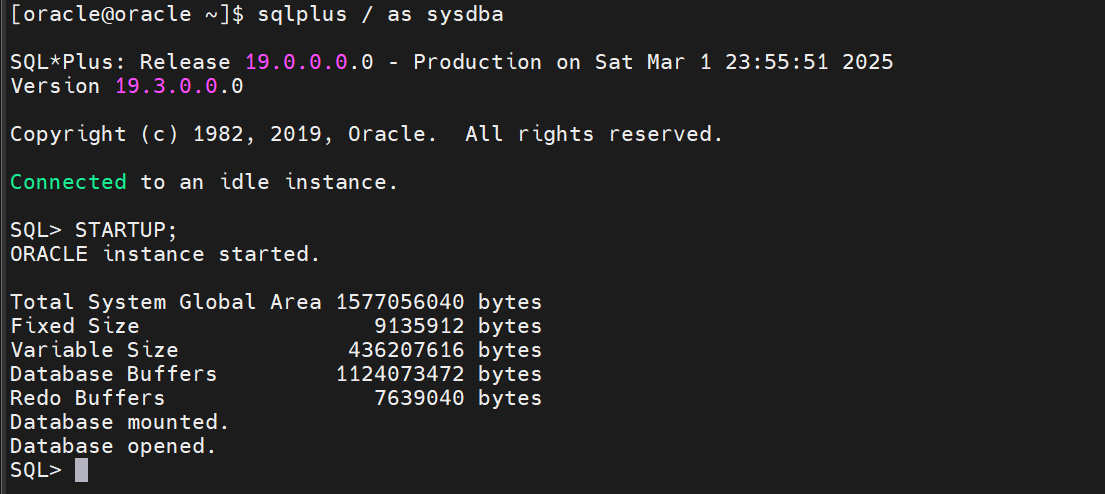 [oracle@oracle ~]$ sqlplus / as sysdba
SQL*Plus: Release 19.0.0.0.0 - Production on Sat Mar 1 23:55:51 2025
Version 19.3.0.0.0
Copyright (c) 1982, 2019, Oracle.  All rights reserved.
Connected to an idle instance.
SQL> STARTUP;
ORACLE instance started.
Total System Global Area 1577056040 bytes
Fixed Size                  9135912 bytes
Variable Size             436207616 bytes
Database Buffers         1124073472 bytes
Redo Buffers                7639040 bytes
Database mounted.
Database opened.
SQL>